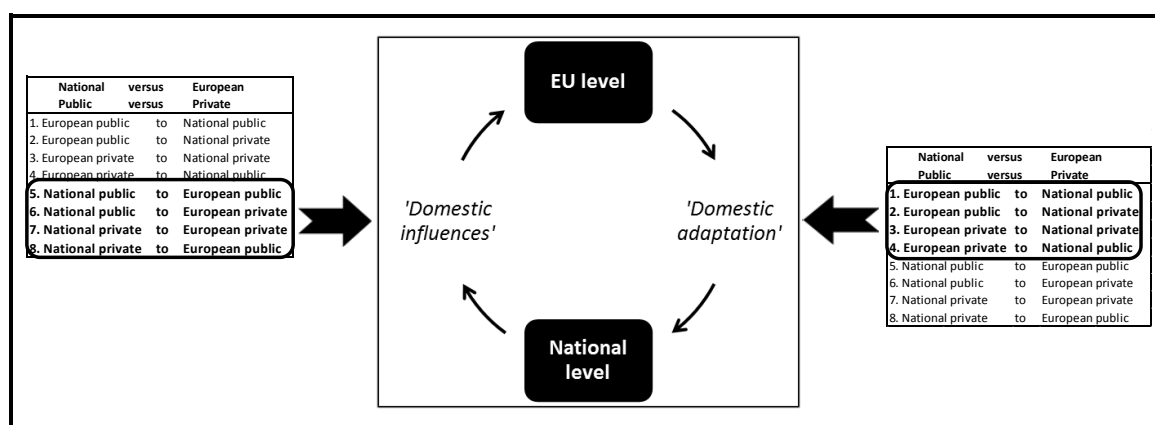 National versus European
Public versus Private
1. European public to National public
2. European public to National private
3. European private to National private
4. European private to National public
5. National public to European public
6. National public to European private
7. National private to European private
8. National private to European public
EU level
'Domestic
influences'
'Domestic
adaptation'
National
level
National versus European
Public versus Private
1. European public to National public
2. European public to National private
3. European private to National private
4. European private to National public
5. National public to European public
6. National public to European private
7. National private to European private
8. National private to European public